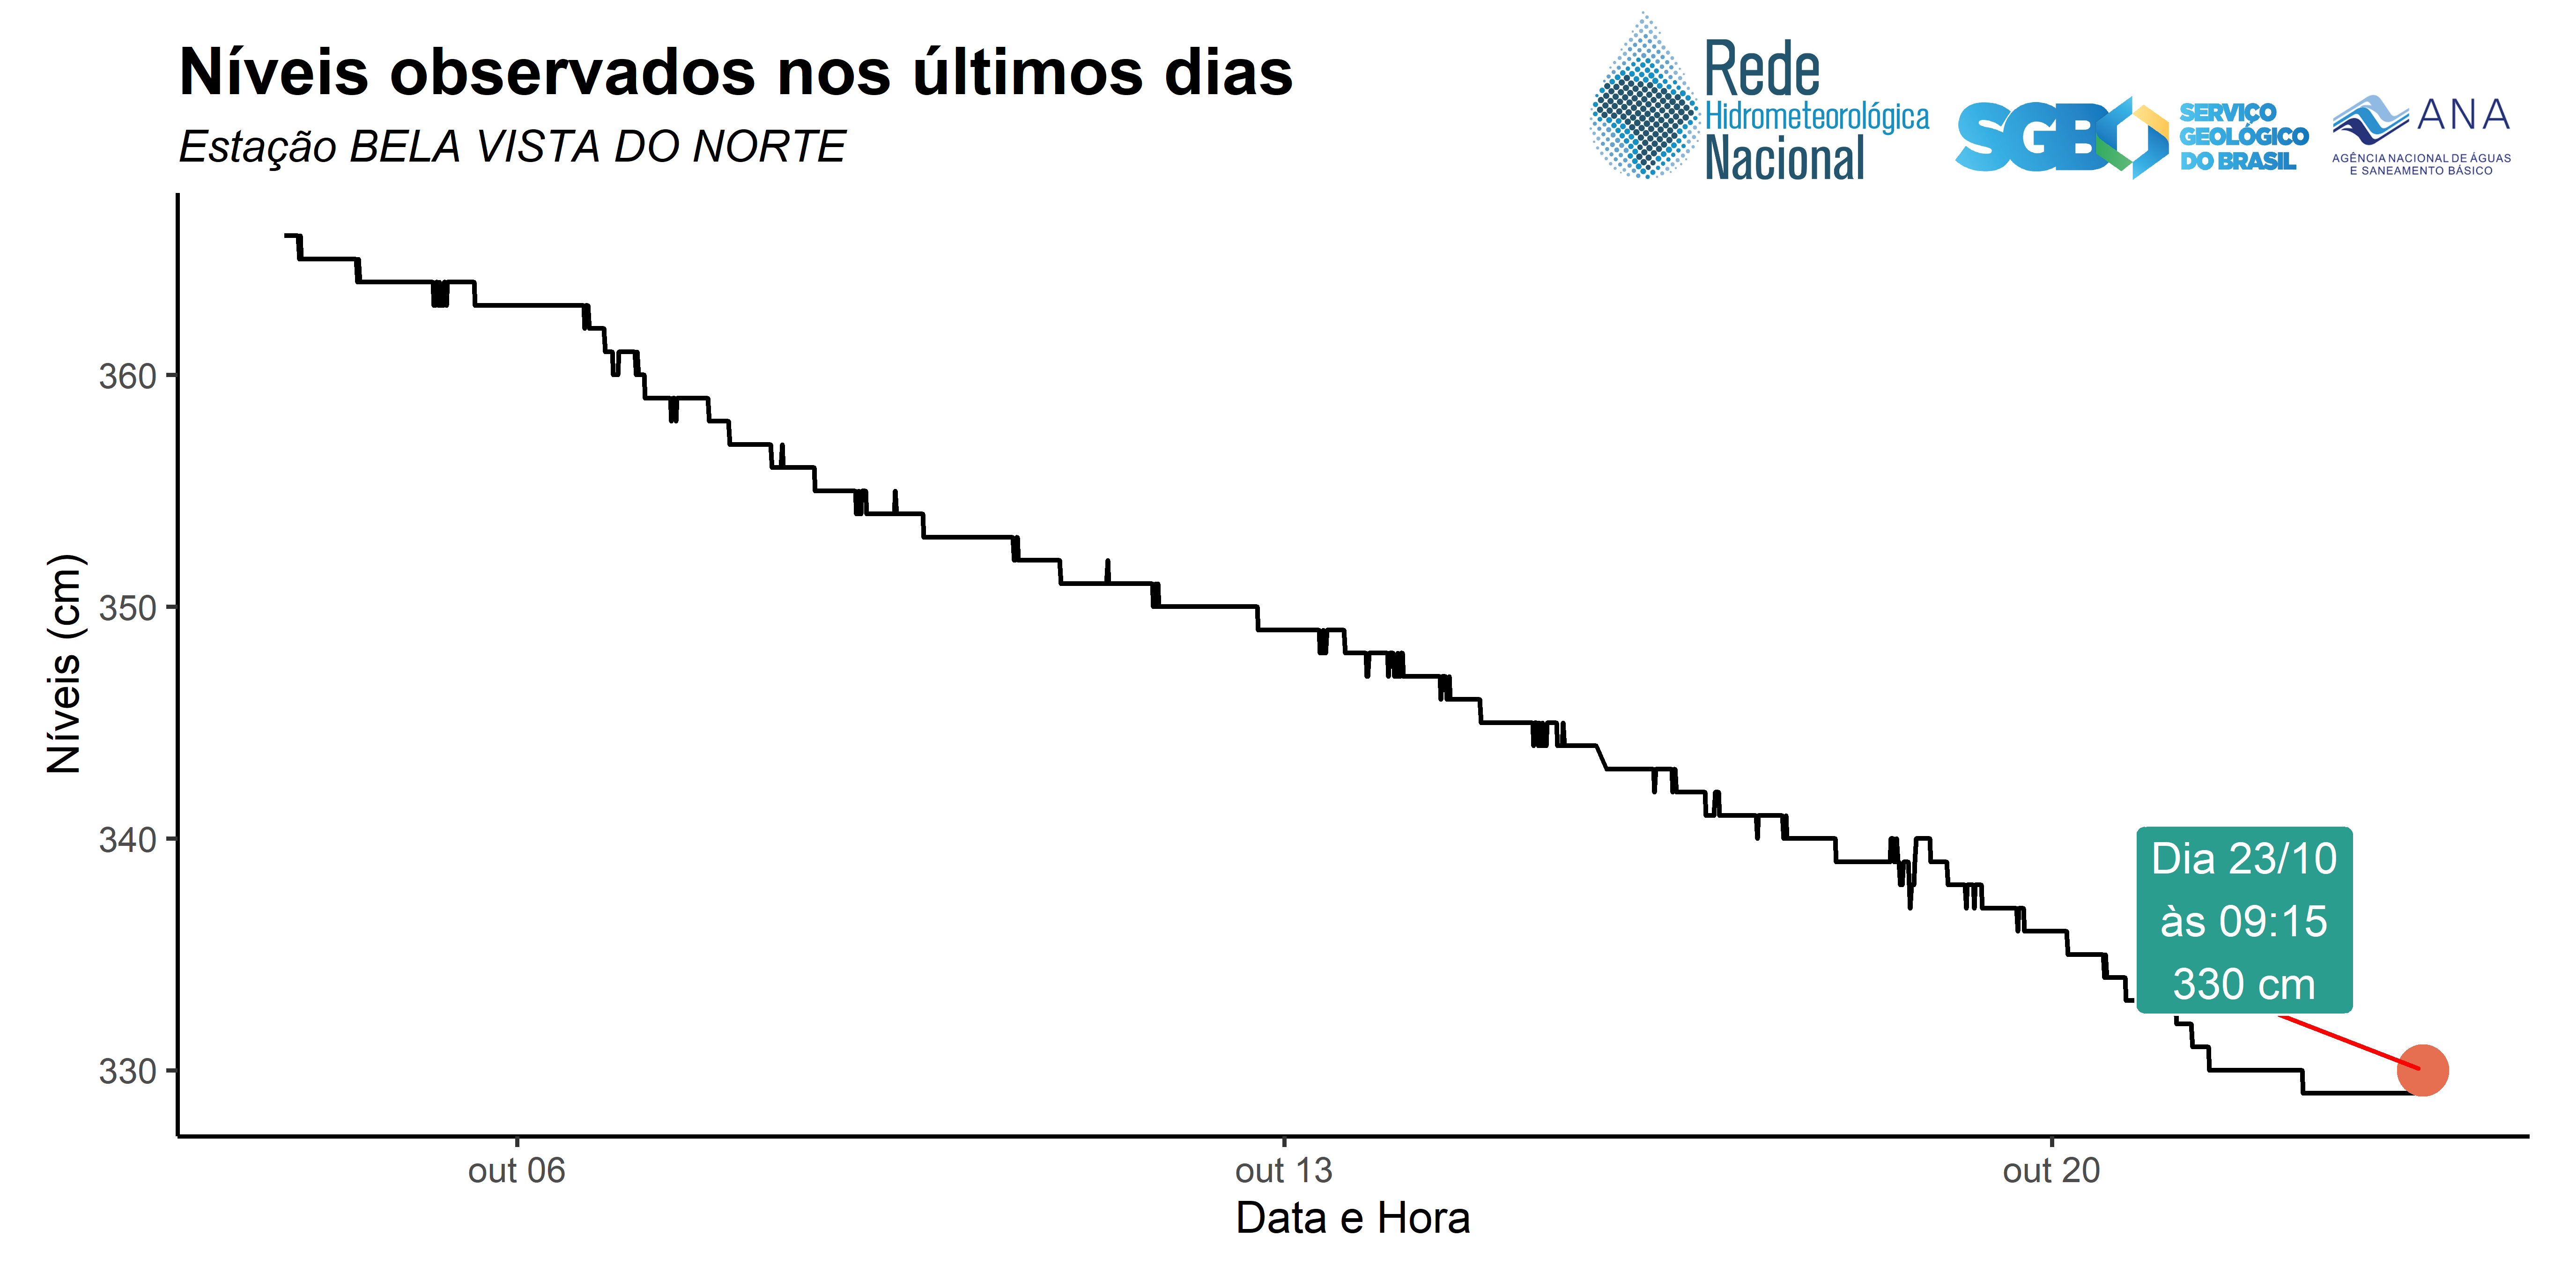 Níveis observados nos últimos dias
Estação BELA VISTA DO NORTE
Rede
Hidrometeorológica
Nacional
SGB
SERVIÇO
GEOLÓGICO
DO BRASIL
ANA
AGÊNCIA NACIONAL DE ÁGUAS
E SANEAMENTO BÁSICO
Níveis (cm)
360
350
340
330
Dia 23/10
às 09:15
330 cm
out 06
out 13
out 20
Data e Hora